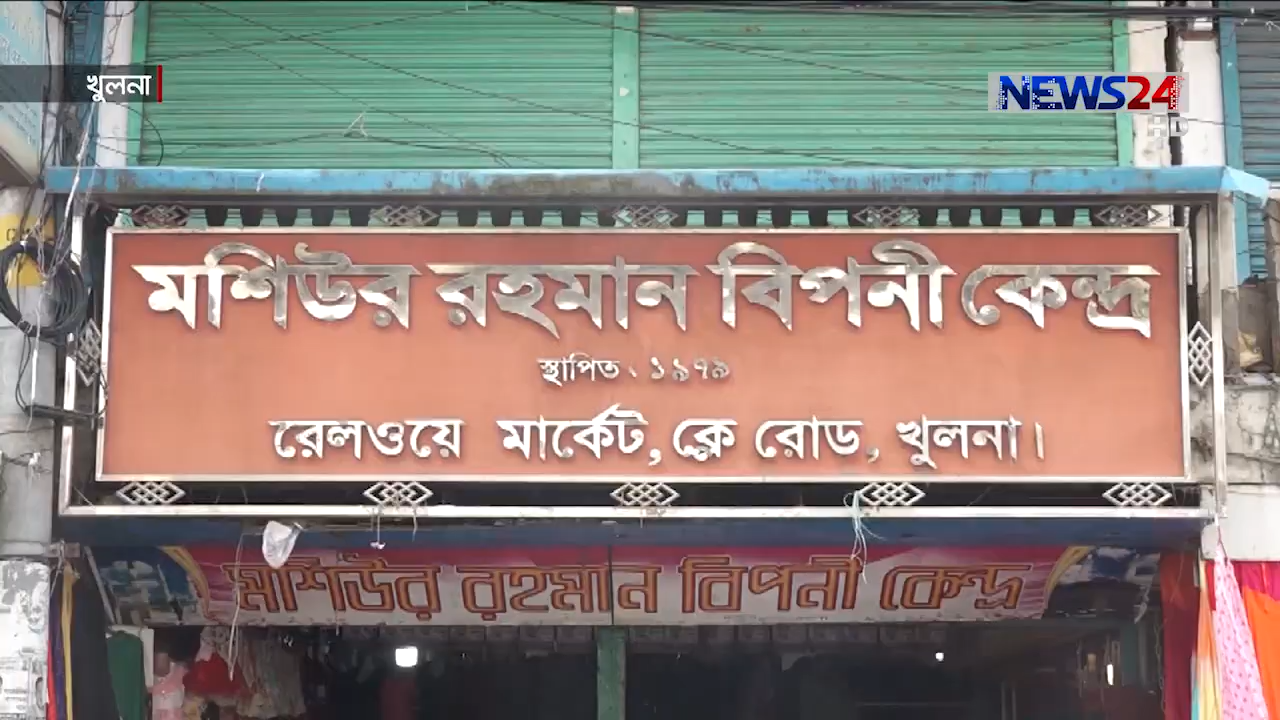 খুলনা
NEWS24
HD
মশিউর রহমান বিপনী কেন্দ্র
স্থাপিত - ১৯৭৯
রেলওয়ে মার্কেট, ক্লে রোড, খুলনা।
মশিউর রহমান বিপনী কেন্দ্র